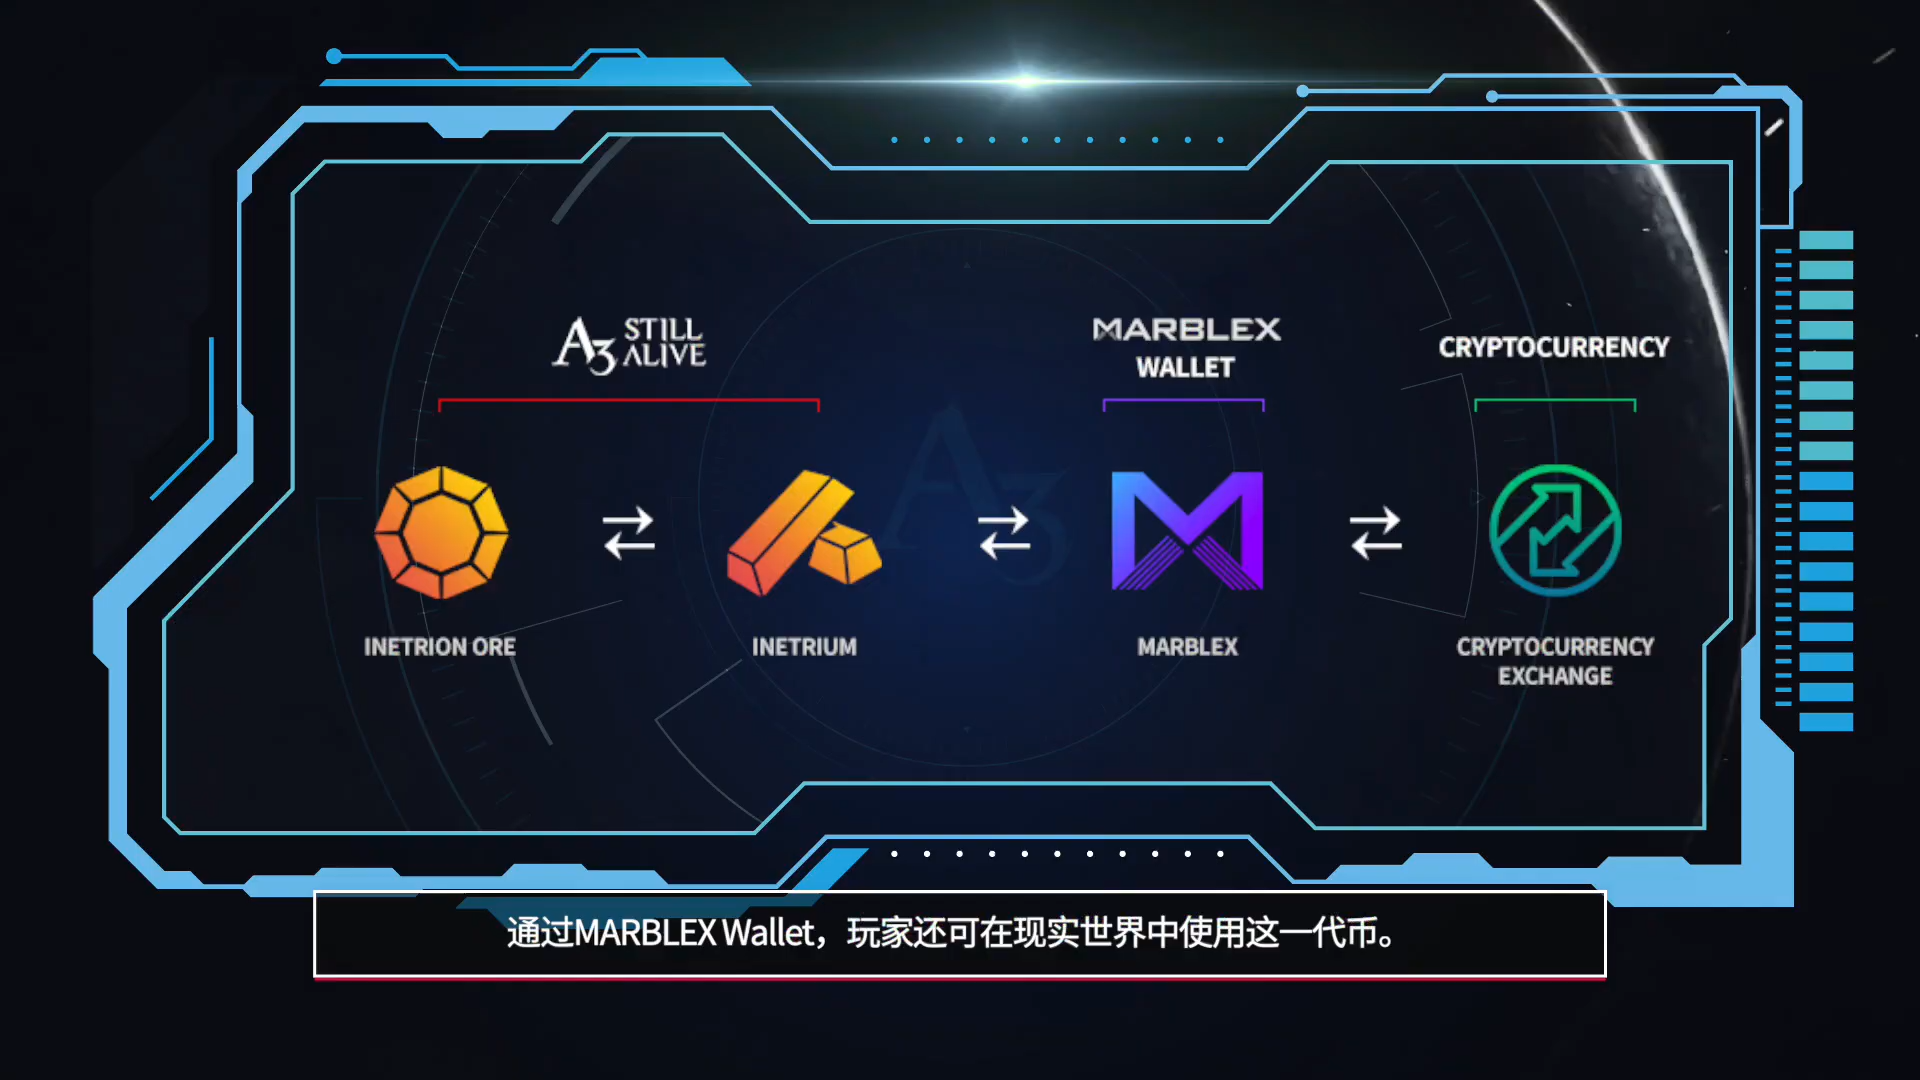 A3 STILL ALIVE
MARBLEX
WALLET
CRYPTOCURRENCY
INETRION ORE
INETRIUM
MARBLEX
CRYPTOCURRENCY
EXCHANGE
通过MARBLEX Wallet，玩家还可在现实世界中使用这一代币。